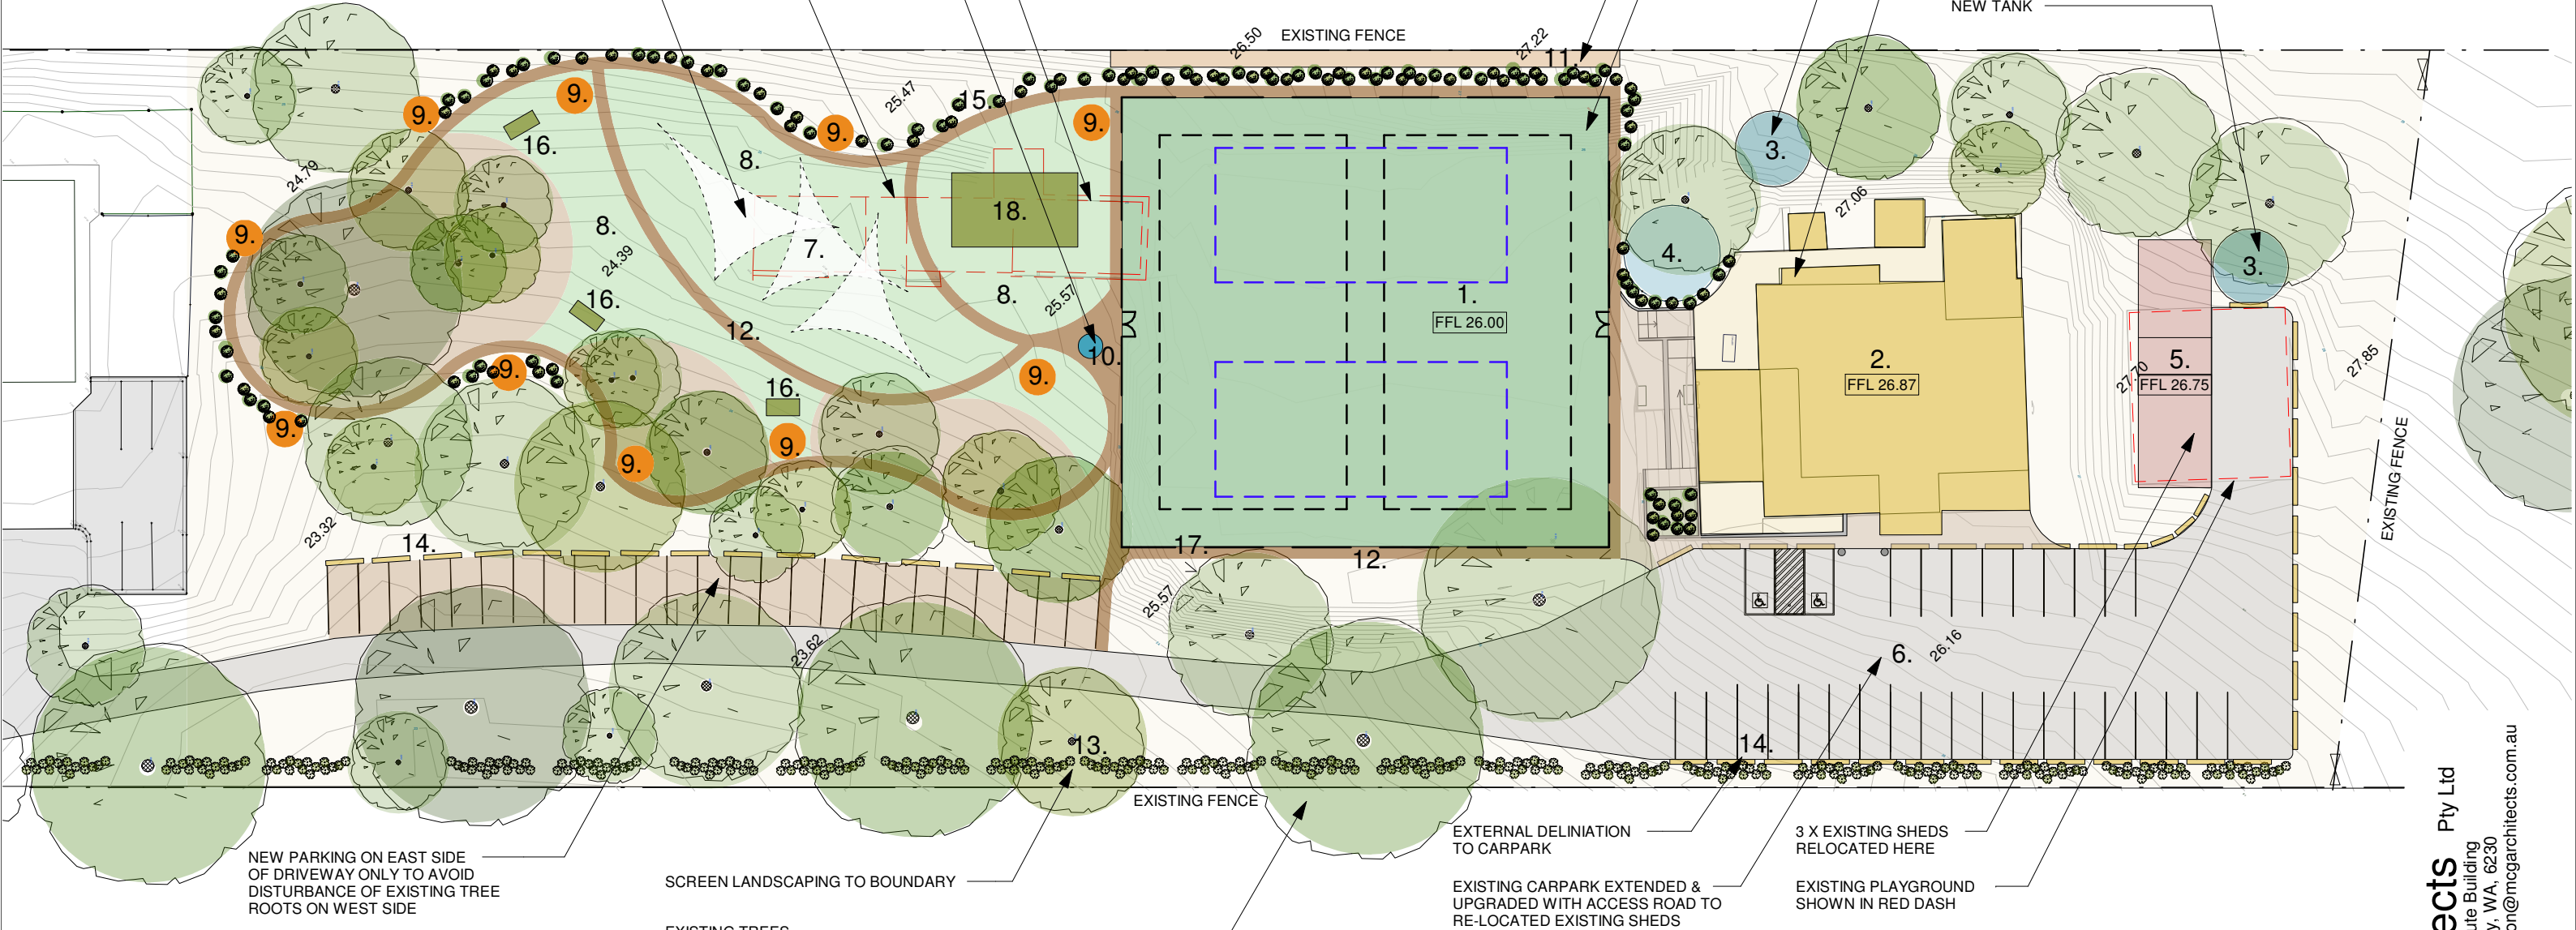 NEW TANK
EXISTING FENCE
26.50
27.22
11.
9.
9.
9.
9.
15.
25.47
16.
8.
3.
24.79
18.
27.06
9.
8.
7.
4.
3.
24.39
8.
25.57
1.
FFL 26.00
16.
12.
10.
2.
FFL 26.87
5.
FFL 26.75
27.70
27.85
9.
9.
16.
9.
9.
9.
EXISTING FENCE
23.32
14.
17.
12.
25.57
23.62
6.
26.16
13.
14.
EXISTING FENCE
NEW PARKING ON EAST SIDE
OF DRIVEWAY ONLY TO AVOID
DISTURBANCE OF EXISTING TREE
ROOTS ON WEST SIDE
SCREEN LANDSCAPING TO BOUNDARY
EXISTING TREES
EXTERNAL DELINIATION
TO CARPARK
EXISTING CARPARK EXTENDED &
UPGRADED WITH ACCESS ROAD TO
RE-LOCATED EXISTING SHEDS
3 X EXISTING SHEDS
RELOCATED HERE
EXISTING PLAYGROUND
SHOWN IN RED DASH
ects Pty Ltd
ute Building
y, WA, 6230
on@mcgarchitects.com.au